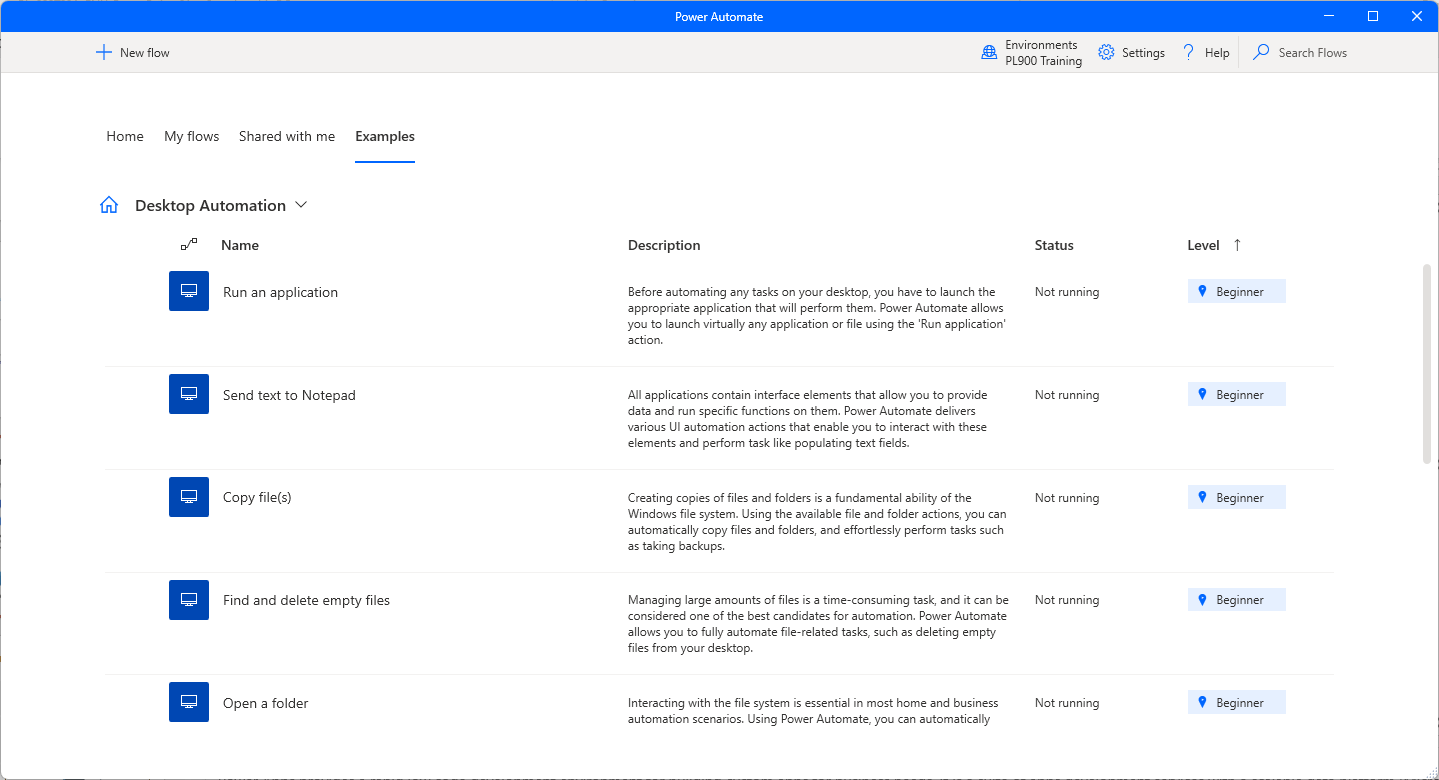 Power Automate
New flow
Environments
PL900 Training
Settings
Help
Search Flows
Home
My flows
Shared with me
Examples
Desktop Automation
Name
Description
Status
Level
Run an application
Before automating any tasks on your desktop, you have to launch the
appropriate application that will perform them. Power Automate allows
you to launch virtually any application or file using the 'Run application'
action.
Not running
Beginner
Send text to Notepad
All applications contain interface elements that allow you to provide
data and run specific functions on them. Power Automate delivers
various UI automation actions that enable you to interact with these
elements and perform task like populating text fields.
Not running
Beginner
Copy file(s)
Creating copies of files and folders is a fundamental ability of the
Windows file system. Using the available file and folder actions, you can
automatically copy files and folders, and effortlessly perform tasks such
as taking backups.
Not running
Beginner
Find and delete empty files
Managing large amounts of files is a time-consuming task, and it can be
considered one of the best candidates for automation. Power Automate
allows you to fully automate file-related tasks, such as deleting empty
files from your desktop.
Not running
Beginner
Open a folder
Interacting with the file system is essential in most home and business
automation scenarios. Using Power Automate, you can automatically
Not running
Beginner